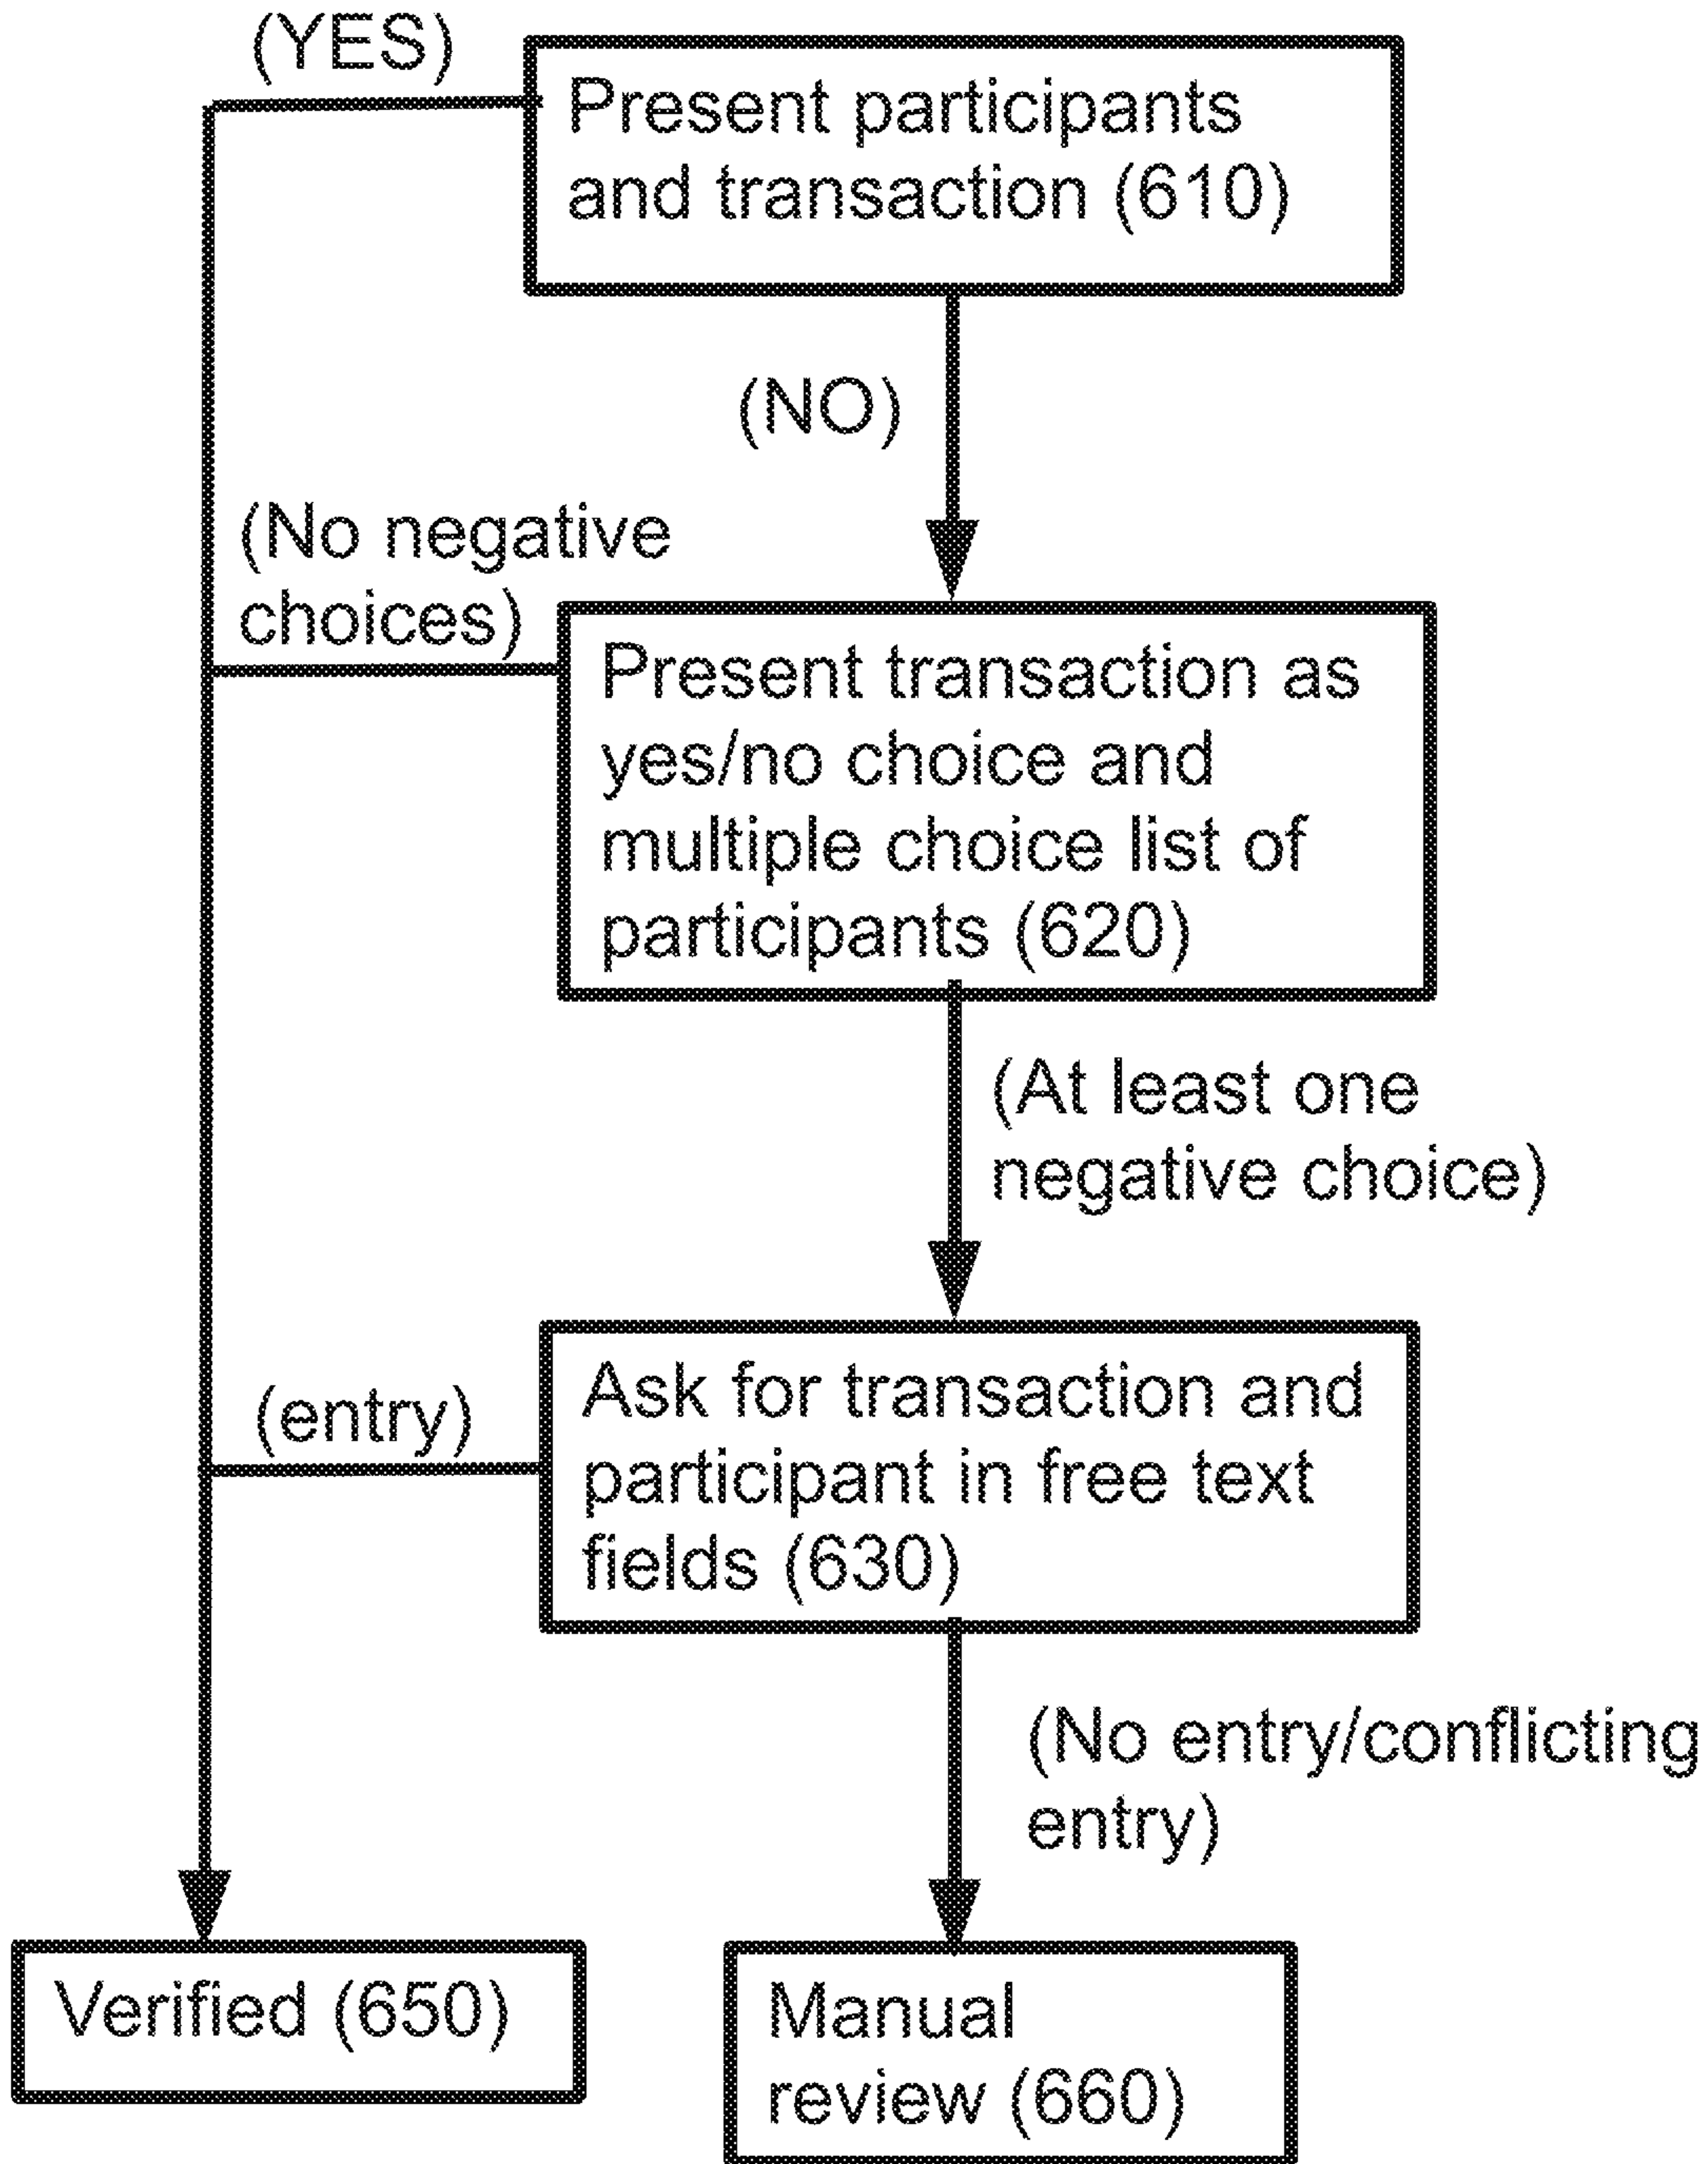 (YES)
Present participants
and transaction (610)
(NO)
(No negative
choices)
Present transaction as
yes/no choice and
multiple choice list of
participants (620)
(At least one
negative choice)
(entry)
Ask for transaction and
participant in free text
fields (630)
(No entry/conflicting
entry)
Verified (650)
Manual
review (660)